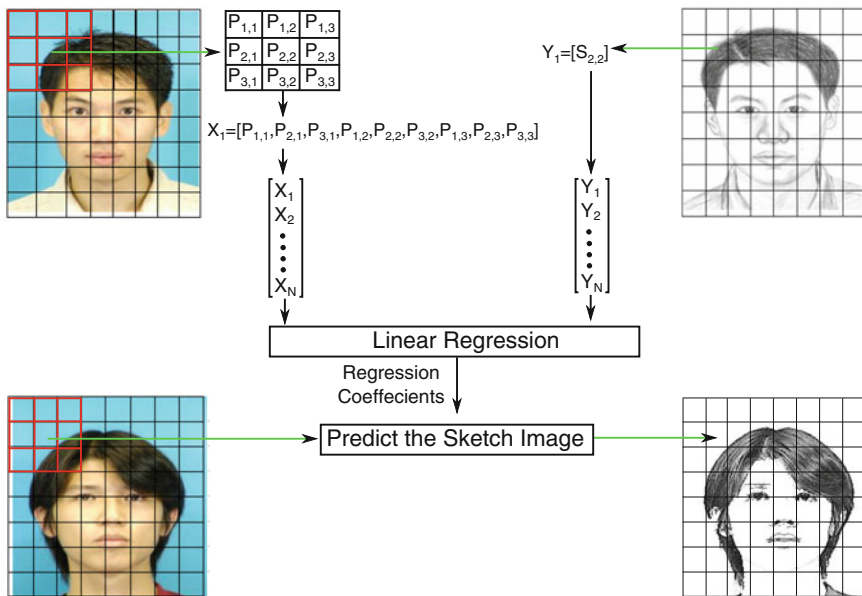 P1,1 P1,2 P1,3
P2,1 P2,2 P2,3
P3,1 P3,2 P3,3
Y1=[S2,2]
X1=[P1,1,P2,1,P3,1,P1,2,P2,2,P3,2,P1,3,P2,3,P3,3]
X1
X2
XN
Y1
Y2
YN
Linear Regression
Regression
Coeffecients
Predict the Sketch Image